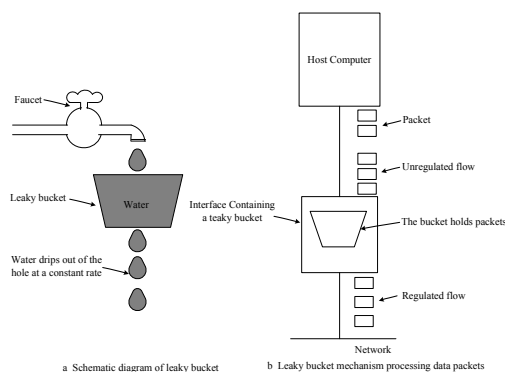 Faucet
Leaky bucket
Water
Water drips out of the
hole at a constant rate
a Schematic diagram of leaky bucket
Host Computer
Packet
Unregulated flow
Interface Containing
a teaky bucket
The bucket holds packets
Regulated flow
Network
b Leaky bucket mechanism processing data packets